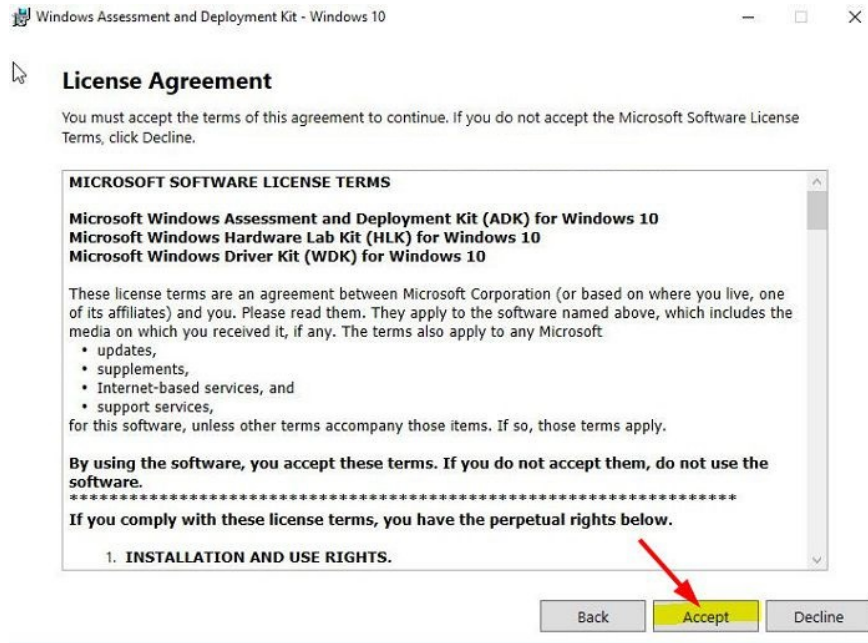 Windows Assessment and Deployment Kit - Windows 10
License Agreement
You must accept the terms of this agreement to continue. If you do not accept the Microsoft Software License
Terms, click Decline.
MICROSOFT SOFTWARE LICENSE TERMS
Microsoft Windows Assessment and Deployment Kit (ADK) for Windows 10
Microsoft Windows Hardware Lab Kit (HLK) for Windows 10
Microsoft Windows Driver Kit (WDK) for Windows 10
These license terms are an agreement between Microsoft Corporation (or based on where you live, one
of its affiliates) and you. Please read them. They apply to the software named above, which includes the
media on which you received it, if any. The terms also apply to any Microsoft
• updates,
• supplements,
• Internet-based services, and
• support services,
for this software, unless other terms accompany those items. If so, those terms apply.
By using the software, you accept these terms. If you do not accept them, do not use the
software.
*******************************************************************
If you comply with these license terms, you have the perpetual rights below.
1. INSTALLATION AND USE RIGHTS.
Back Accept Decline